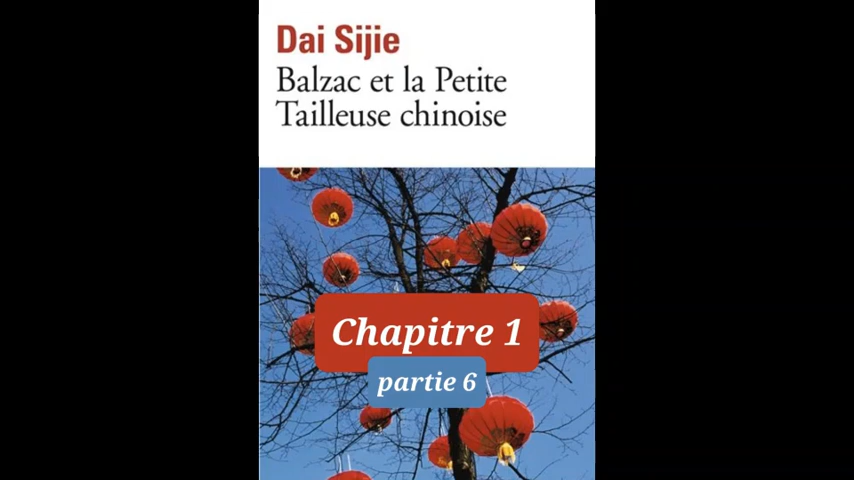 Dai Sijie
Balzac et la Petite
Tailleuse chinoise
Chapitre 1
partie 6